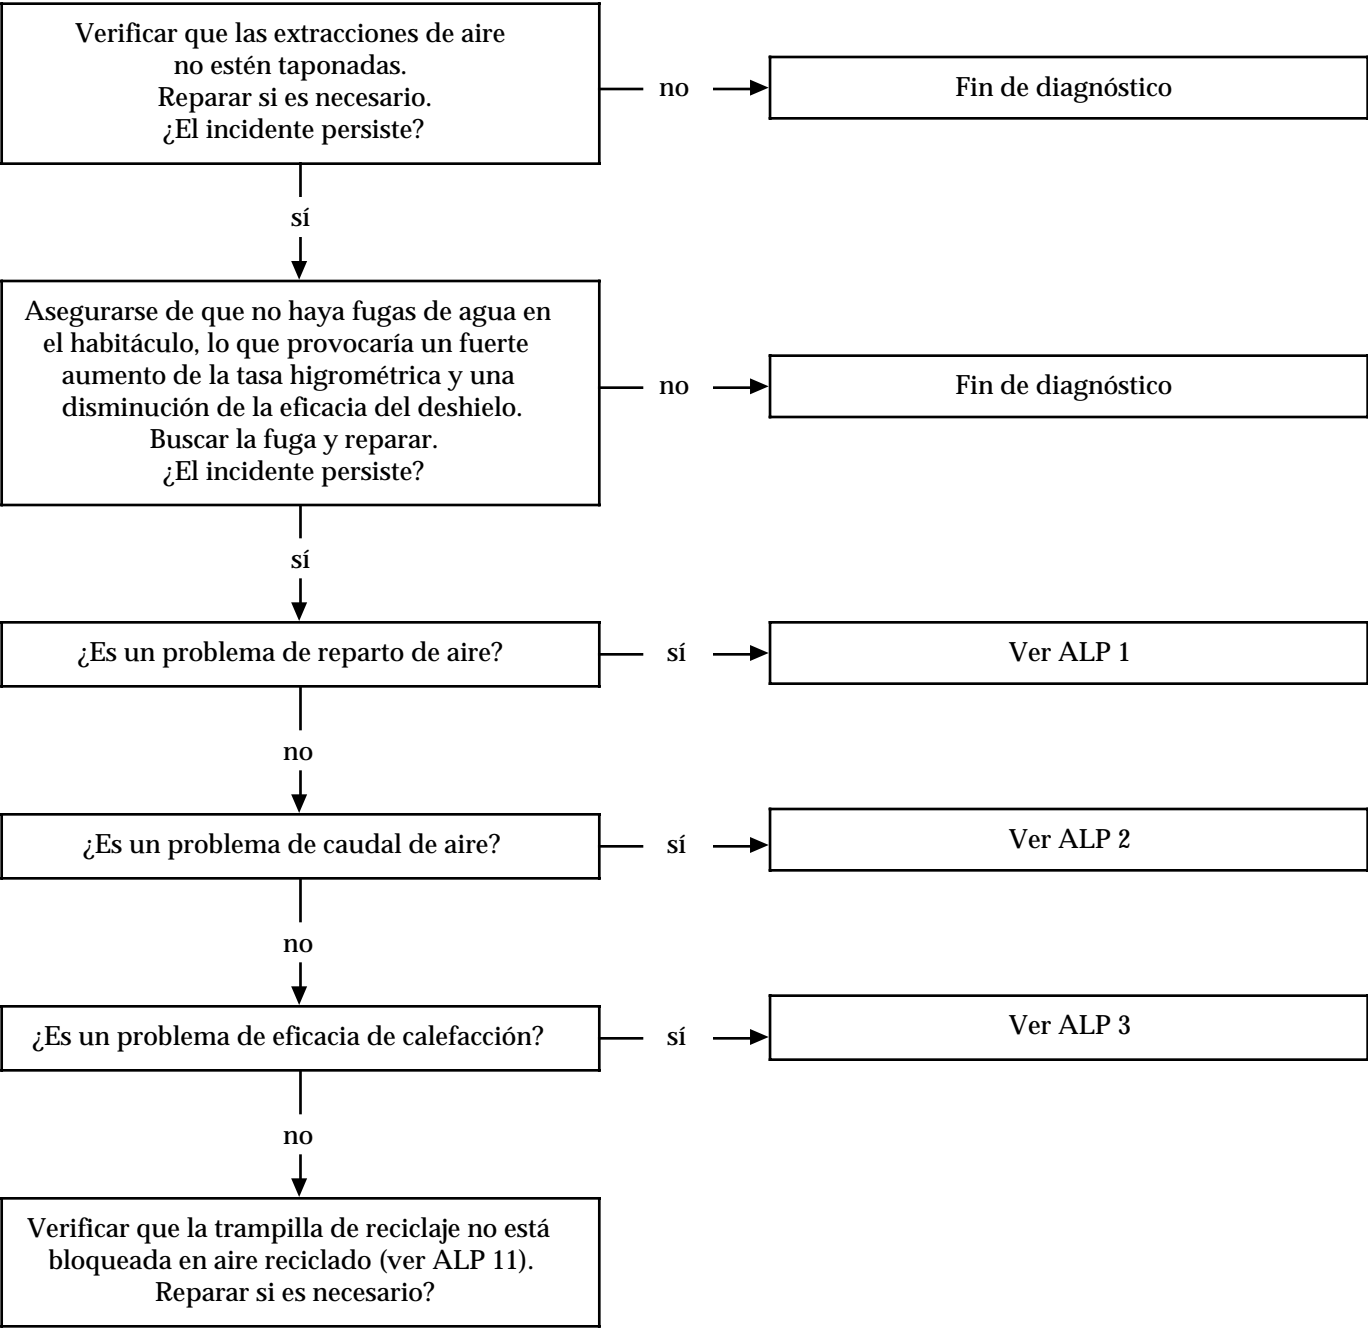 Verificar que las extracciones de aire
no estén taponadas.
Reparar si es necesario.
¿El incidente persiste?
no
Fin de diagnóstico
sí
Asegurarse de que no haya fugas de agua en
el habitáculo, lo que provocaría un fuerte
aumento de la tasa higrométrica y una
disminución de la eficacia del deshielo.
Buscar la fuga y reparar.
¿El incidente persiste?
no
Fin de diagnóstico
sí
¿Es un problema de reparto de aire?
sí
Ver ALP 1
no
¿Es un problema de caudal de aire?
sí
Ver ALP 2
no
¿Es un problema de eficacia de calefacción?
sí
Ver ALP 3
no
Verificar que la trampilla de reciclaje no está
bloqueada en aire reciclado (ver ALP 11).
Reparar si es necesario?